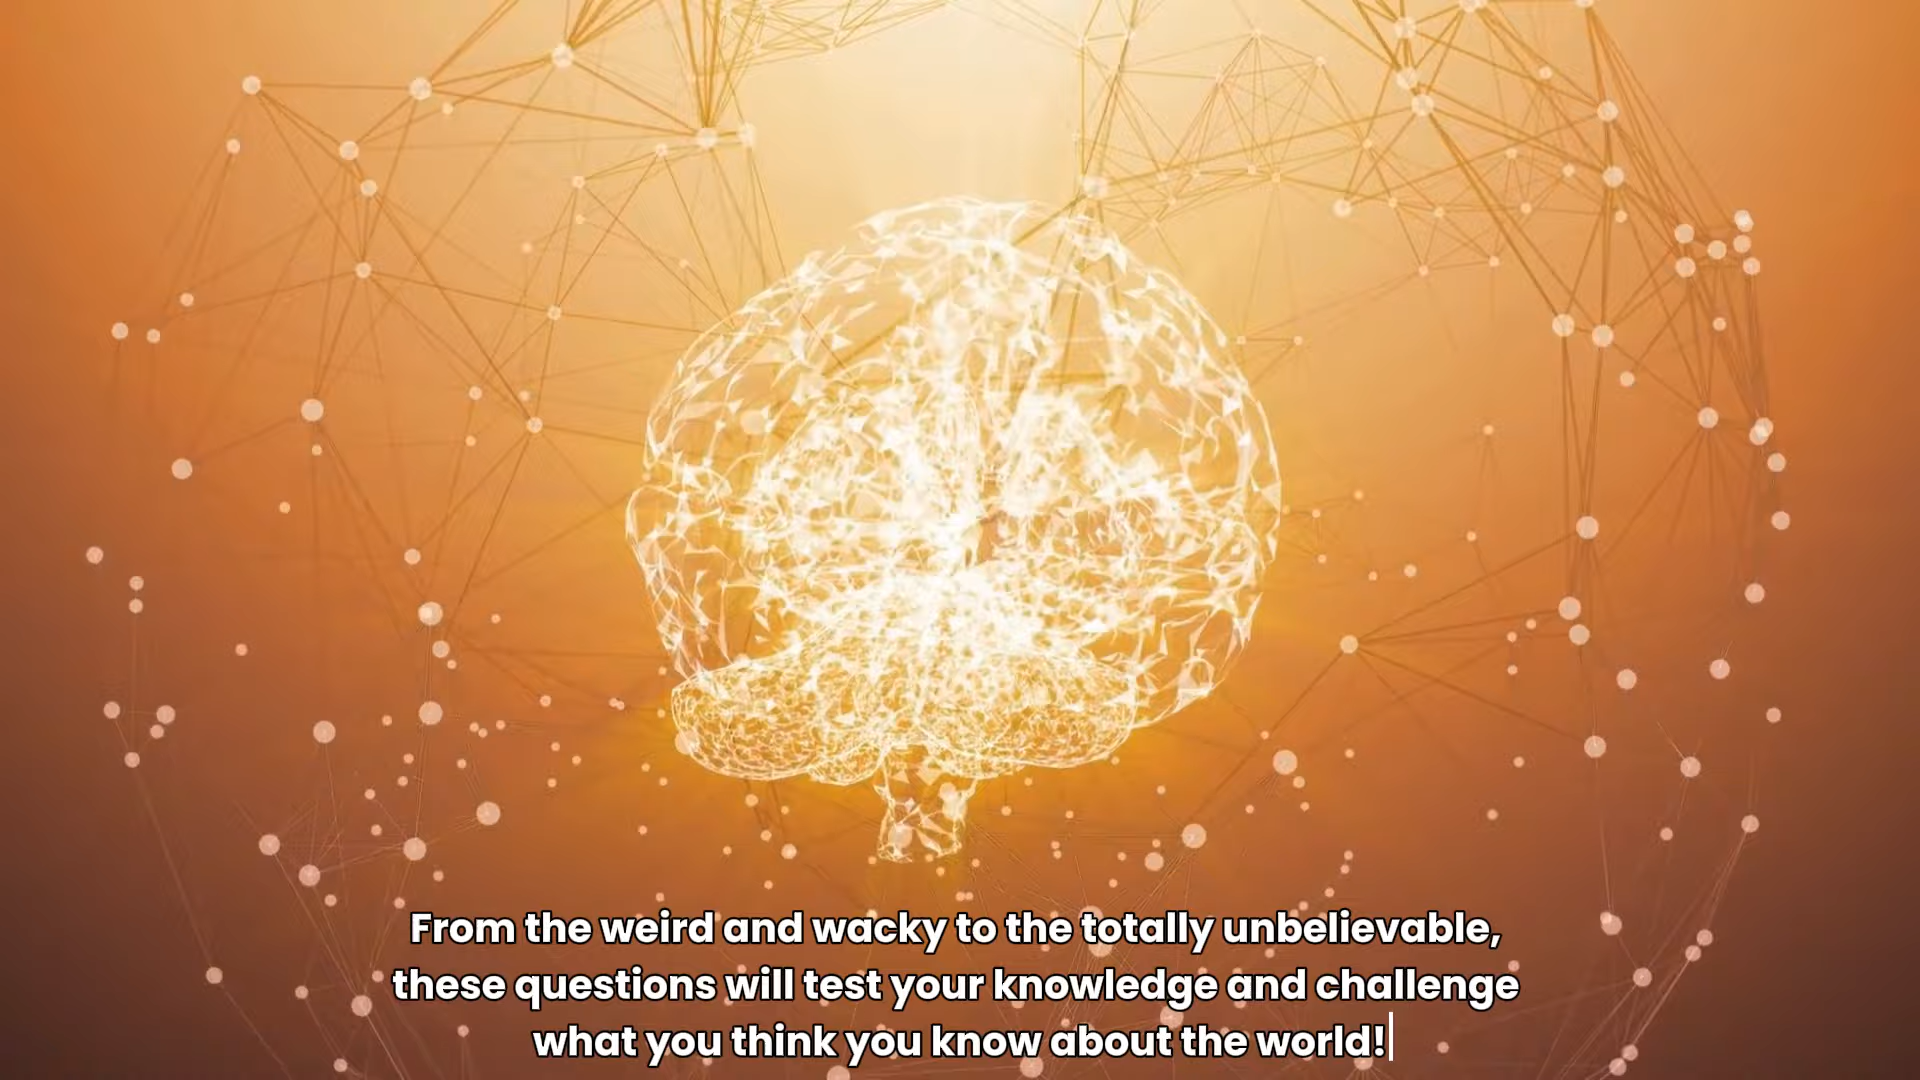 From the weird and wacky to the totally unbelievable,
these questions will test your knowledge and challenge
what you think you know about the world!